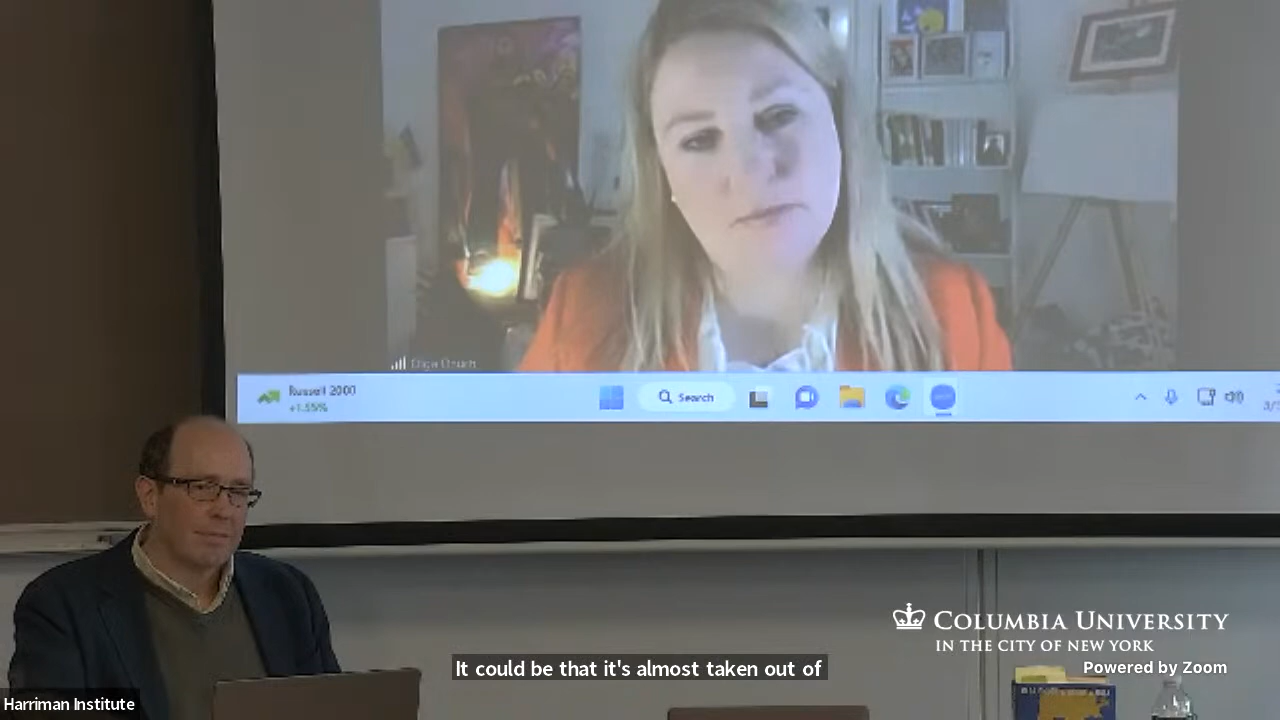 Russell 2000
+1.55%
Search
COLUMBIA UNIVERSITY
IN THE CITY OF NEW YORK
It could be that it's almost taken out of
Powered by Zoom
Harriman Institute